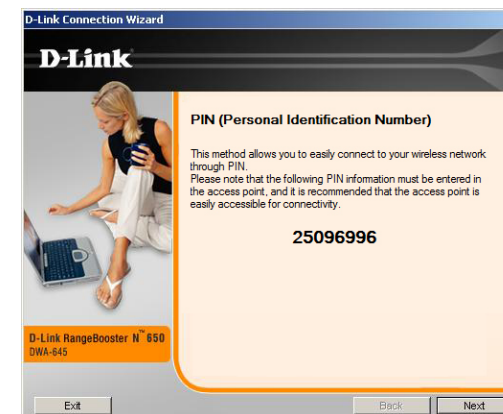 D-Link Connection Wizard
D-Link
PIN (Personal Identification Number)
This method allows you to easily connect to your wireless network
through PIN.
Please note that the following PIN information must be entered in
the access point, and it is recommended that the access point is
easily accessible for connectivity.
25096996
D-Link RangeBooster N™ 650
DWA-645
Exit
Back
Next